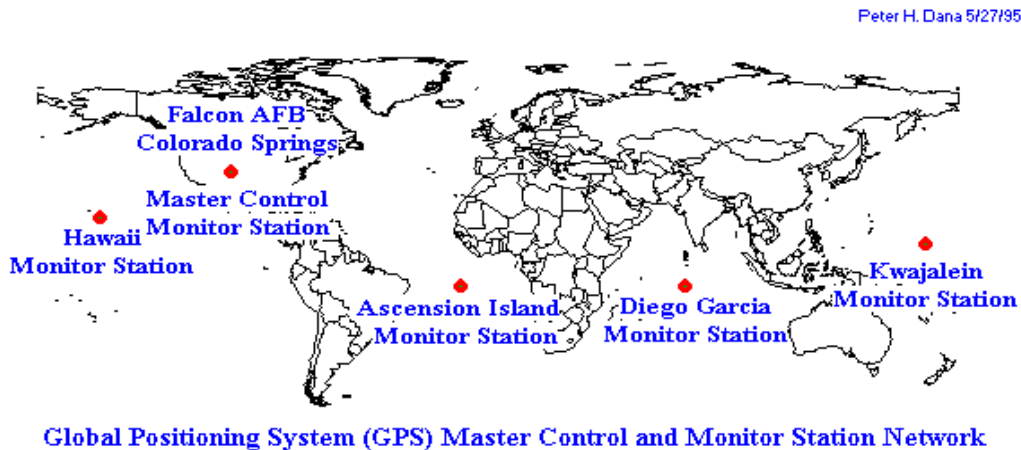 Peter H. Dana 5/27/95
Falcon AFB
Colorado Springs
Master Control
Monitor Station
Hawaii
Monitor Station
Ascension Island
Monitor Station
Diego Garcia
Monitor Station
Kwajalein
Monitor Station
Global Positioning System (GPS) Master Control and Monitor Station Network